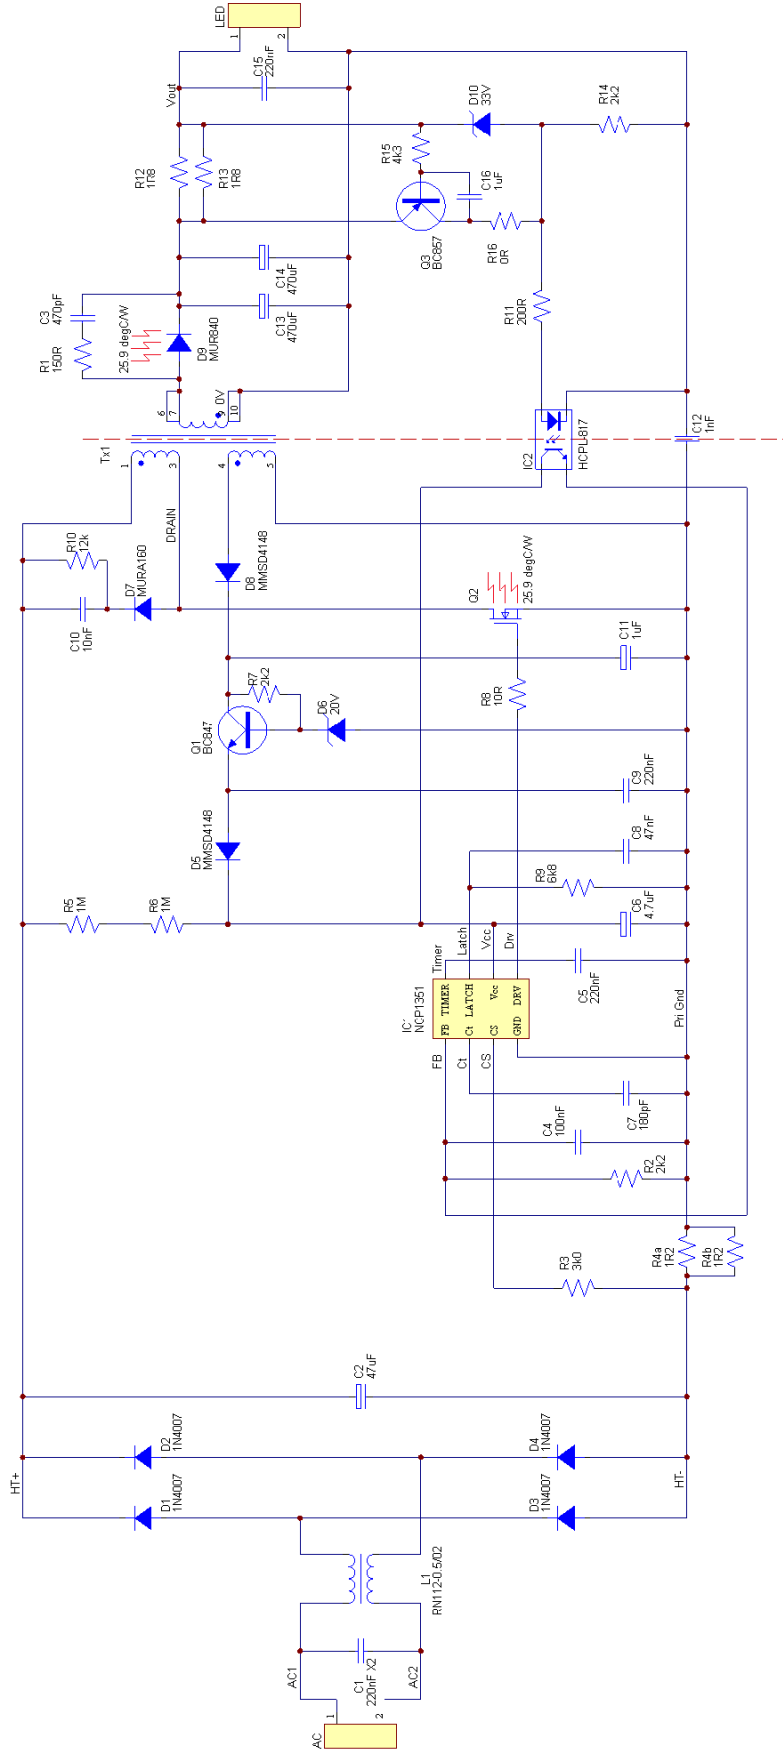 AC
1
2
AC1
AC2
C1
220nF X2
L1
RN112-0.5/02
HT+
HT-
D1
1N4007
D2
1N4007
D3
1N4007
D4
1N4007
C2
47uF
R3
3k0
R4a
1R2
R4b
1R2
R2
2k2
C4
100nF
C7
180pF
FB
Ct
CS
NCP1351
FB TIMER
Ct LATCH
CS Vcc
GND DRV
Timer
Latch
Vcc
Drv
Pri Gnd
C5
220nF
C6
4.7uF
R9
6k8
C8
47nF
C9
220nF
R5
1M
R6
1M
D5
MMSD4148
Q1
BC847
R7
2k2
D6
20V
R8
10R
C11
1uF
Q2
25.9 degC/W
C10
10nF
R10
12k
D7
MURA160
DRAIN
D8
MMSD4148
Tx1
1
3
4
5
6
7
9
10
0V
IC2
HCPL-817
C12
1nF
R1
150R
C3
470pF
25.9 degC/W
D9
MUR840
C13
470uF
C14
470uF
R11
200R
R12
1R8
R13
1R8
Q3
BC857
R15
4k3
C16
1uF
R16
0R
D10
33V
R14
2k2
Vout
C15
220nF
LED
1
2